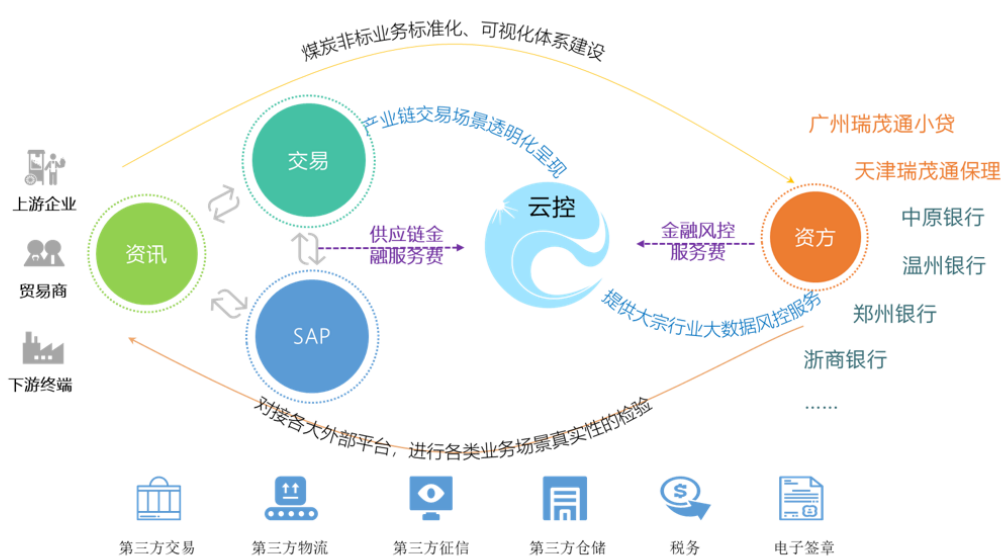 煤炭非标业务标准化、可视化体系建设
产业链交易场景透明化呈现
上游企业
贸易商
下游终端
资讯
交易
SAP
供应链金
融服务费
云控
金融风控
服务费
资方
提供大宗行业大数据风控服务
广州瑞茂通小贷
天津瑞茂通保理
中原银行
温州银行
郑州银行
浙商银行
......
对接各大外部平台，进行各类业务场景真实性的检验
第三方交易
第三方物流
第三方征信
第三方仓储
税务
电子签章